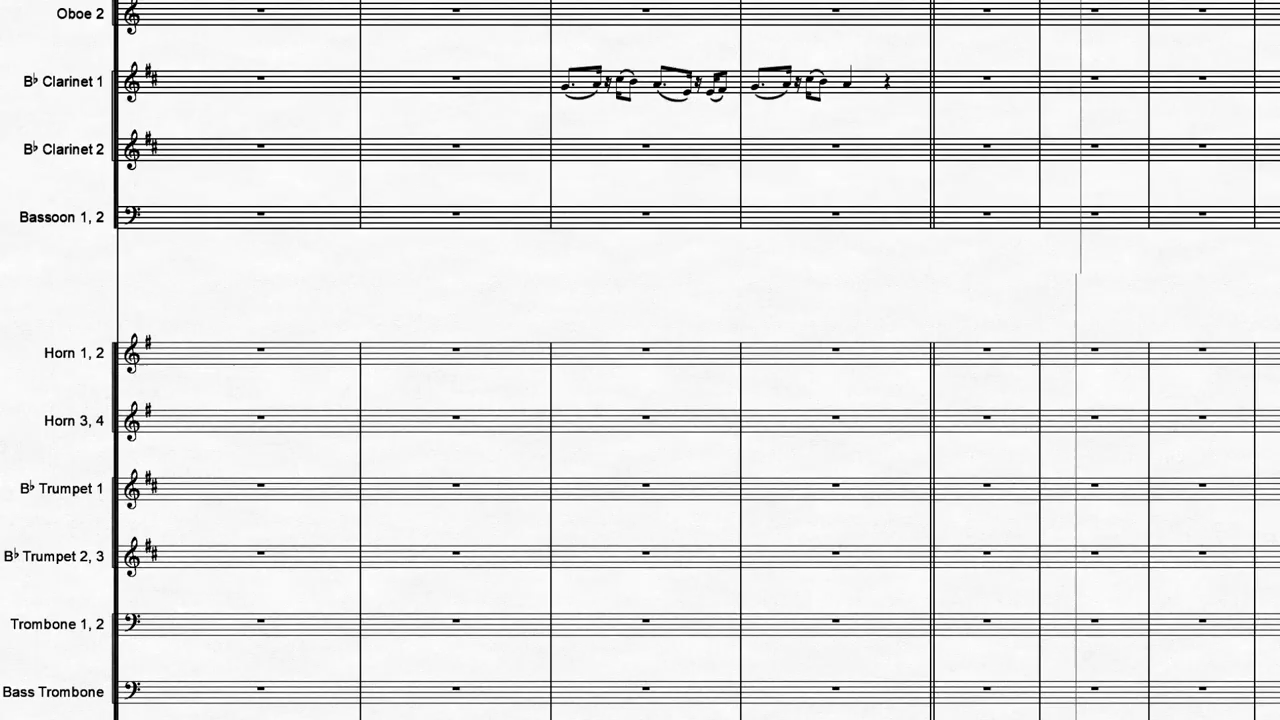 Oboe 2
B♭ Clarinet 1
B♭ Clarinet 2
Bassoon 1, 2
Horn 1, 2
Horn 3, 4
B♭ Trumpet 1
B♭ Trumpet 2, 3
Trombone 1, 2
Bass Trombone